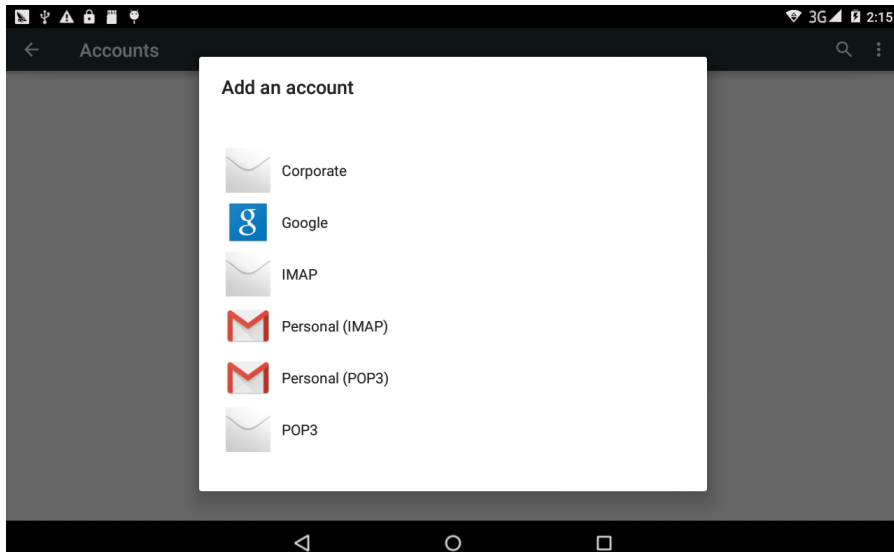 3G 2:15
Accounts
Add an account
Corporate
Google
IMAP
Personal (IMAP)
Personal (POP3)
POP3